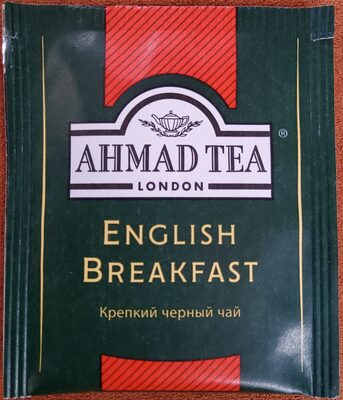 AHMAD TEA
®
LONDON
ENGLISH
BREAKFAST
Крепкий черный чай